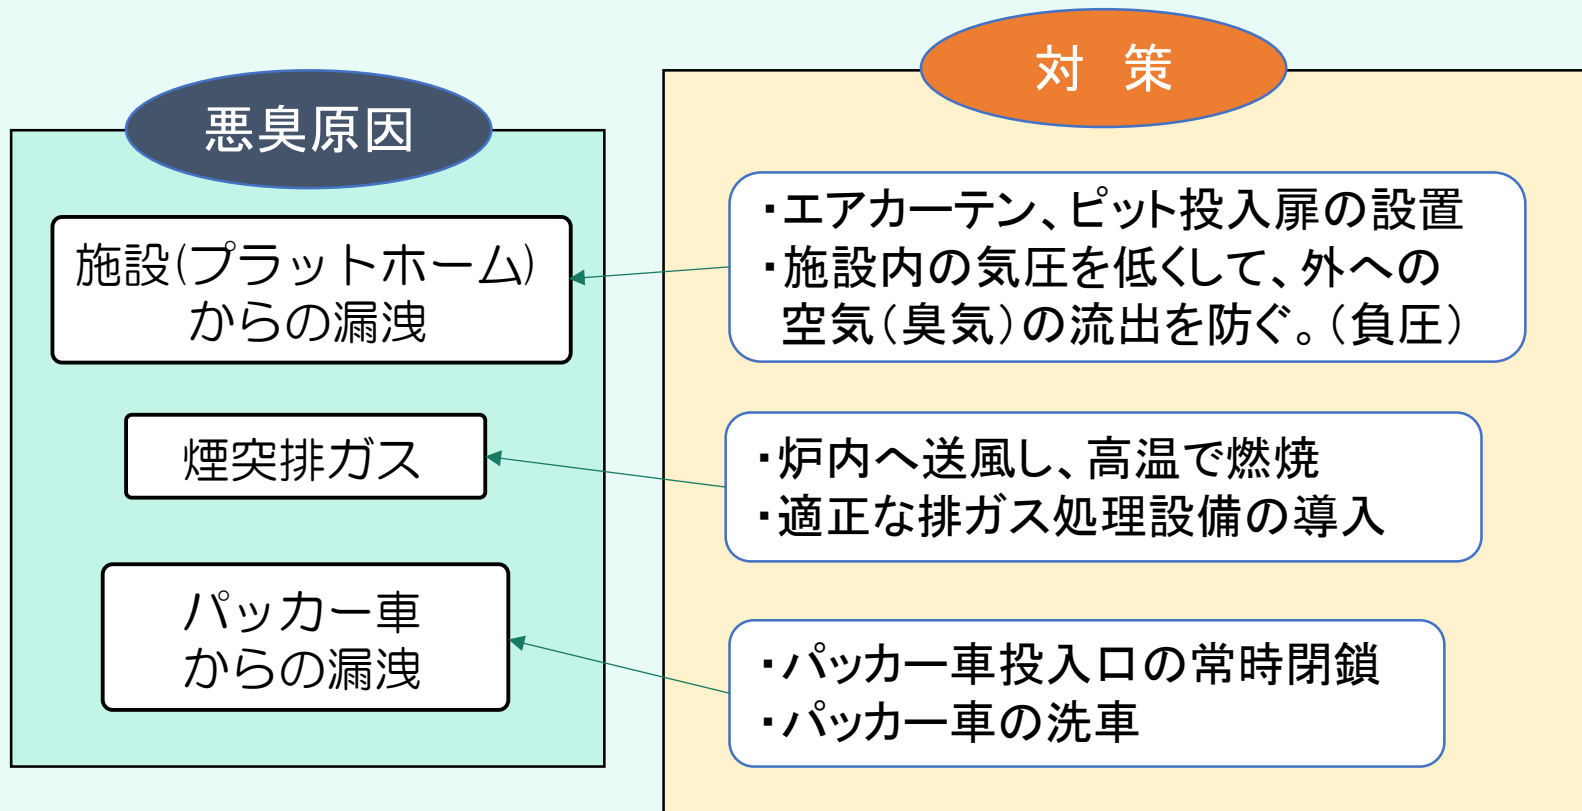 悪臭原因
施設(プラットホーム)
からの漏洩
煙突排ガス
パッカー車
からの漏洩
対　策
・エアカーテン、ピット投入扉の設置
・施設内の気圧を低くして、外への
空気(臭気)の流出を防ぐ。(負圧)
・炉内へ送風し、高温で燃焼
・適正な排ガス処理設備の導入
・パッカー車投入口の常時閉鎖
・パッカー車の洗車